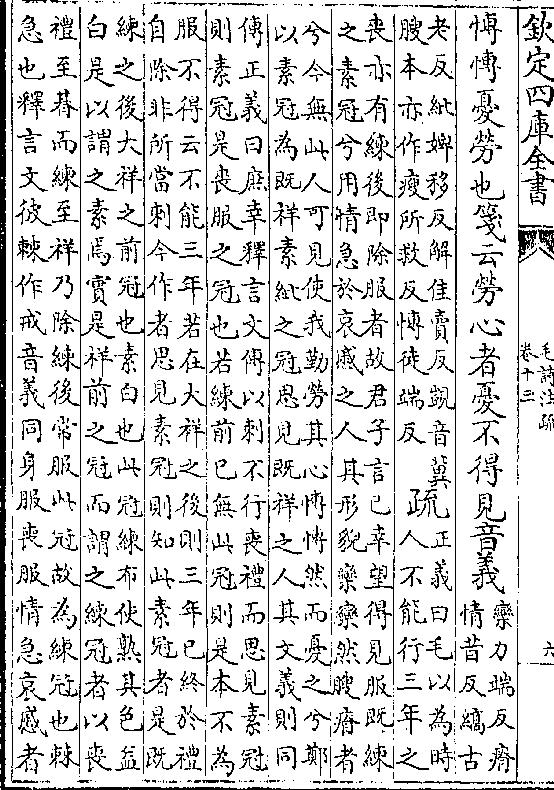 欽定四庫全書
毛詩注疏
卷十三
六
慱慱憂勞也箋云勞心者憂不得見音義
欒力端反瘠
情昔反縞古
老反紕婢移反解佳賣反覬音冀
膄本亦作瘦所救反慱徒端反
疏
正義曰毛以為時
人不能行三年之
喪亦有練後即除服者故君子言己幸望得見服既練
之素冠兮用情急於哀慼之人其形貌欒欒然膄瘠者
兮今無此人可見使我勤勞其心慱慱然而憂之兮鄭
以素冠為既祥素紕之冠思見既祥之人其文義則同
傳正義曰庶幸釋言文傳以刺不行喪禮而思見素冠
則素冠是喪服之冠也若練前已無此冠則是本不為
服不得云不能三年若在大祥之後則三年已終於禮
自除非所當刺今作者思見素冠則知此素冠者是既
練之後大祥之前冠也素白也此冠練布使熟其色益
白是以謂之素焉實是祥前之冠而謂之練冠者以喪
禮至朞而練至祥乃除練後常服此冠故為練冠也棘
急也釋言文彼棘作戒音義同身服喪服情急哀慼者